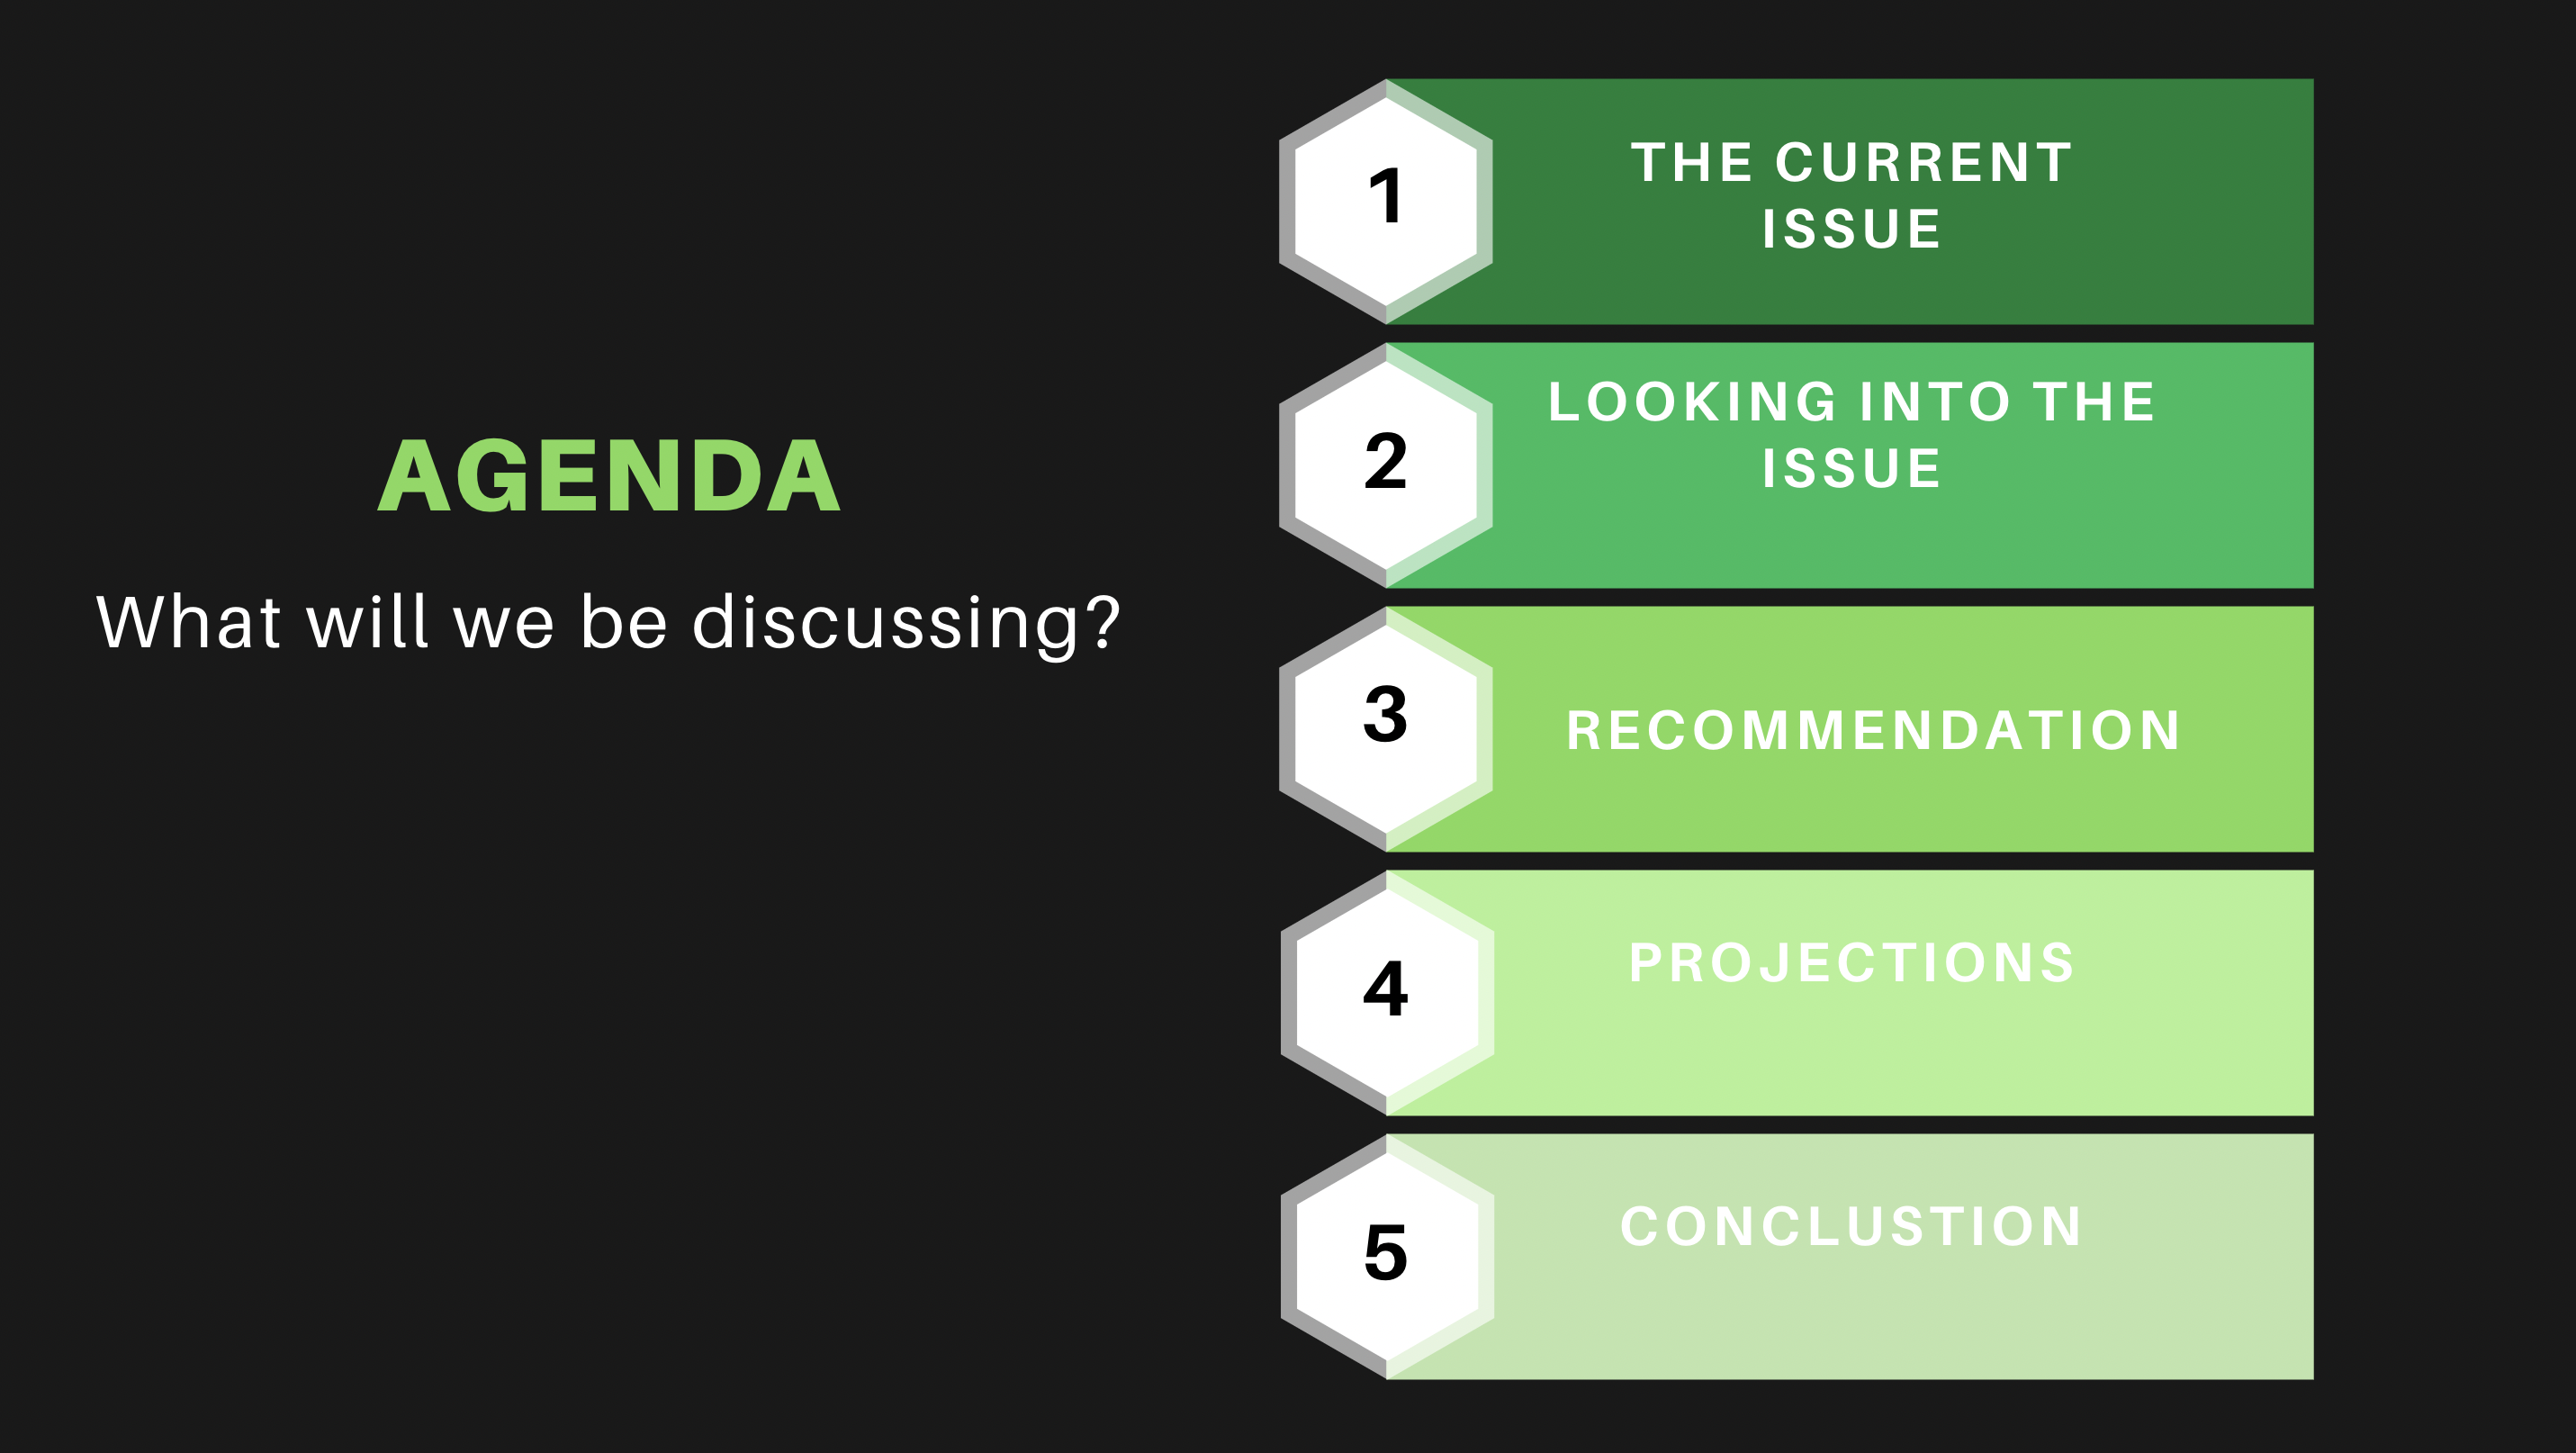 AGENDA
What will we be discussing?
1
THE CURRENT
ISSUE
2
LOOKING INTO THE
ISSUE
3
RECOMMENDATION
4
PROJECTIONS
5
CONCLUSTION